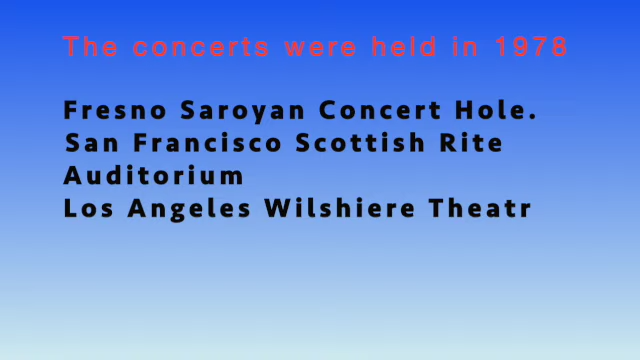 The concerts were held in 1978
Fresno Saroyan Concert Hole.
San Francisco Scottish Rite
Auditorium
Los Angeles Wilshiere Theatr